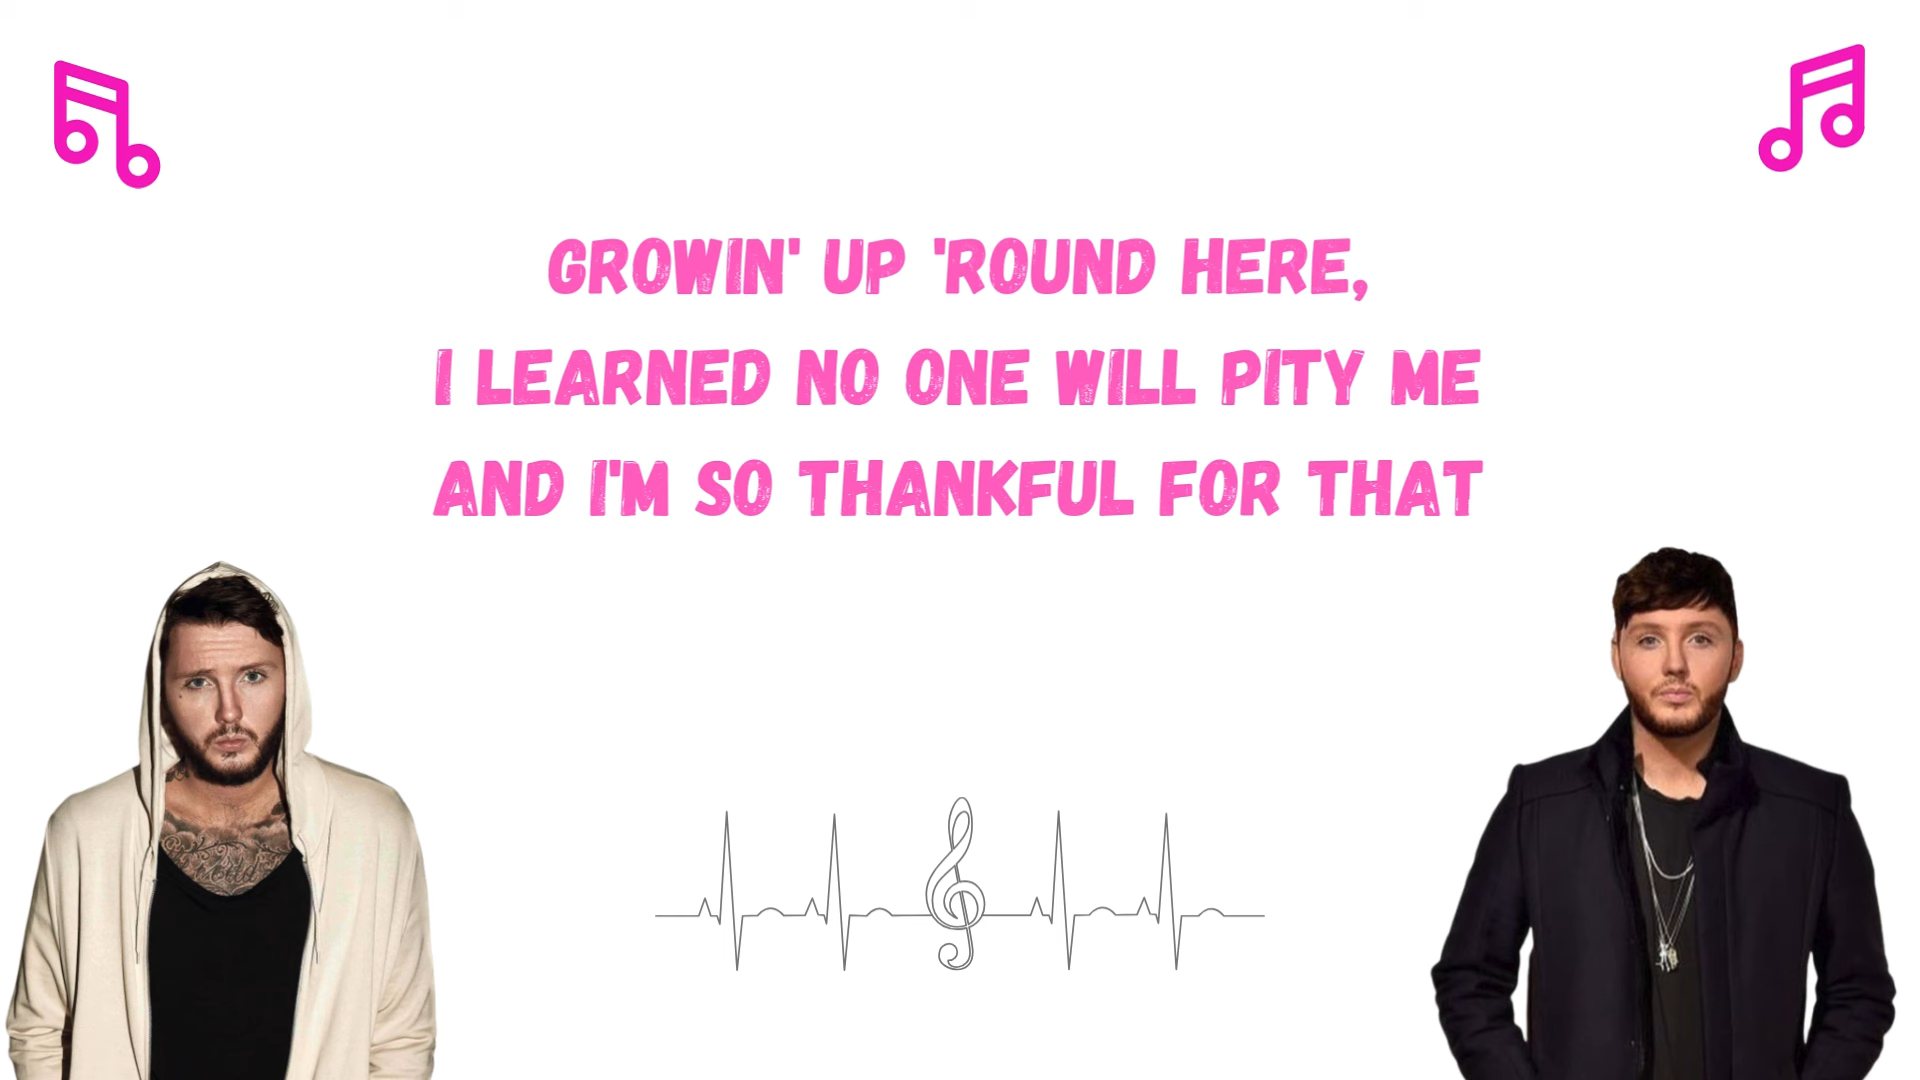 GROWIN' UP 'ROUND HERE,
I LEARNED NO ONE WILL PITY ME
AND I'M SO THANKFUL FOR THAT